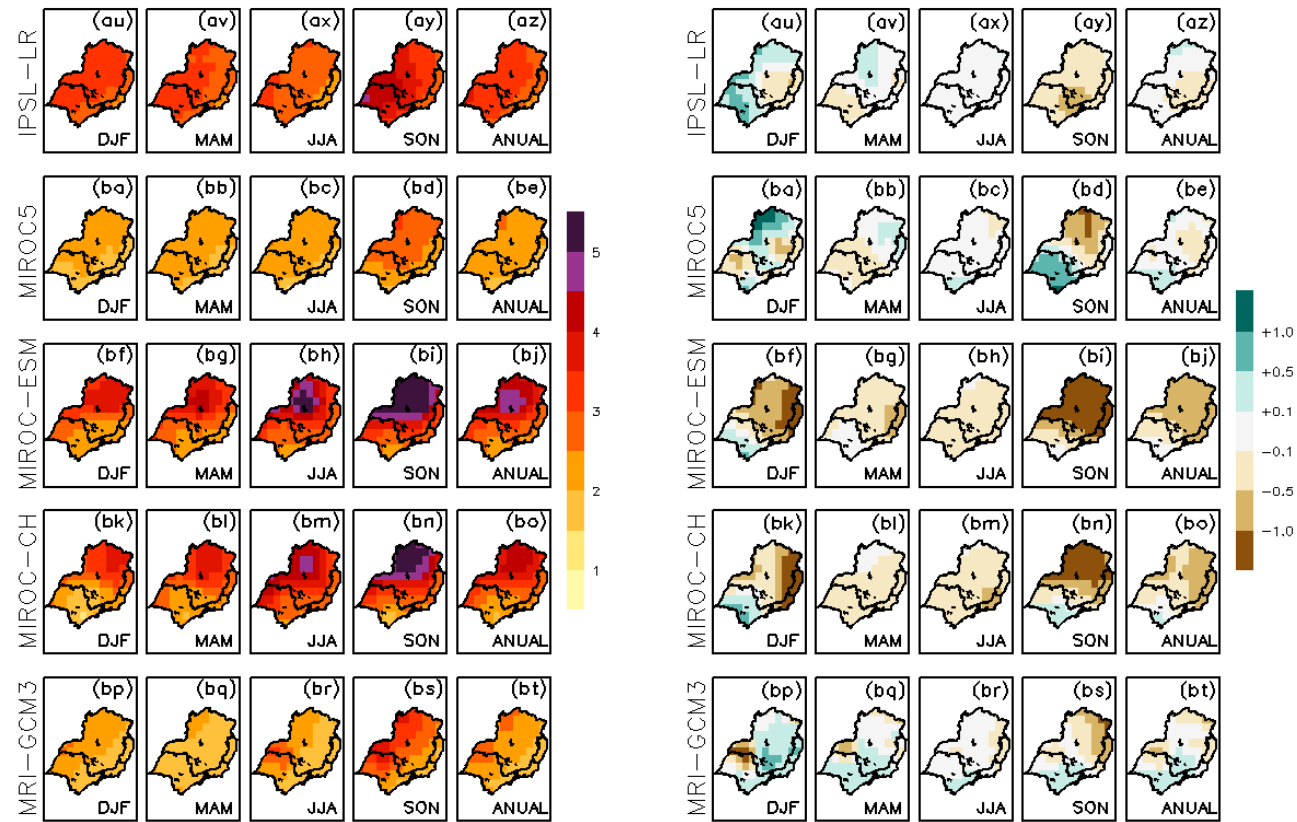 IPSL-LR
(au) (av) (ax) (ay) (az)
DJF MAM JJA SON ANUAL
MIROC5
(ba) (bb) (bc) (bd) (be)
DJF MAM JJA SON ANUAL
MIROC-ESM
(bf) (bg) (bh) (bi) (bj)
DJF MAM JJA SON ANUAL
MIROC-CH
(bk) (bl) (bm) (bn) (bo)
DJF MAM JJA SON ANUAL
MRI-GCM3
(bp) (bq) (br) (bs) (bt)
DJF MAM JJA SON ANUAL
5
4
3
2
1
IPSL-LR
(au) (av) (ax) (ay) (az)
DJF MAM JJA SON ANUAL
MIROC5
(ba) (bb) (bc) (bd) (be)
DJF MAM JJA SON ANUAL
MIROC-ESM
(bf) (bg) (bh) (bi) (bj)
DJF MAM JJA SON ANUAL
MIROC-CH
(bk) (bl) (bm) (bn) (bo)
DJF MAM JJA SON ANUAL
MRI-GCM3
(bp) (bq) (br) (bs) (bt)
DJF MAM JJA SON ANUAL
+1.0
+0.5
+0.1
-0.1
-0.5
-1.0